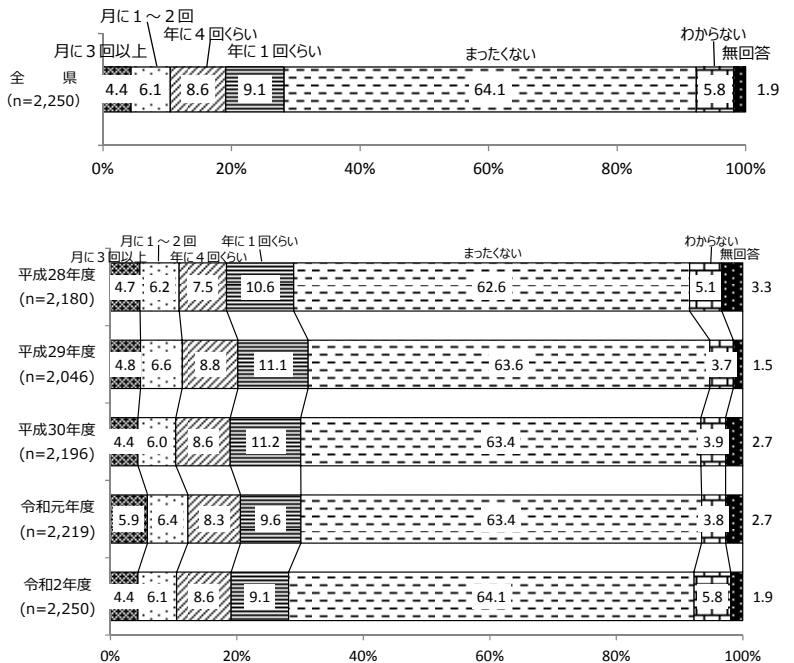 月に１～２回
年に４回くらい
月に３回以上
年に１回くらい
まったくない
わからない
無回答
全　県
(n=2,250)
4.4 6.1 8.6 9.1 64.1 5.8 1.9
0% 20% 40% 60% 80% 100%
月に１～２回 年に１回くらい まったくない わからない
月に３回以上 年に４回くらい 無回答
平成28年度
(n=2,180)
4.7 6.2 7.5 10.6 62.6 5.1 3.3
平成29年度
(n=2,046)
4.8 6.6 8.8 11.1 63.6 3.7 1.5
平成30年度
(n=2,196)
4.4 6.0 8.6 11.2 63.4 3.9 2.7
令和元年度
(n=2,219)
5.9 6.4 8.3 9.6 63.4 3.8 2.7
令和2年度
(n=2,250)
4.4 6.1 8.6 9.1 64.1 5.8 1.9
0% 20% 40% 60% 80% 100%